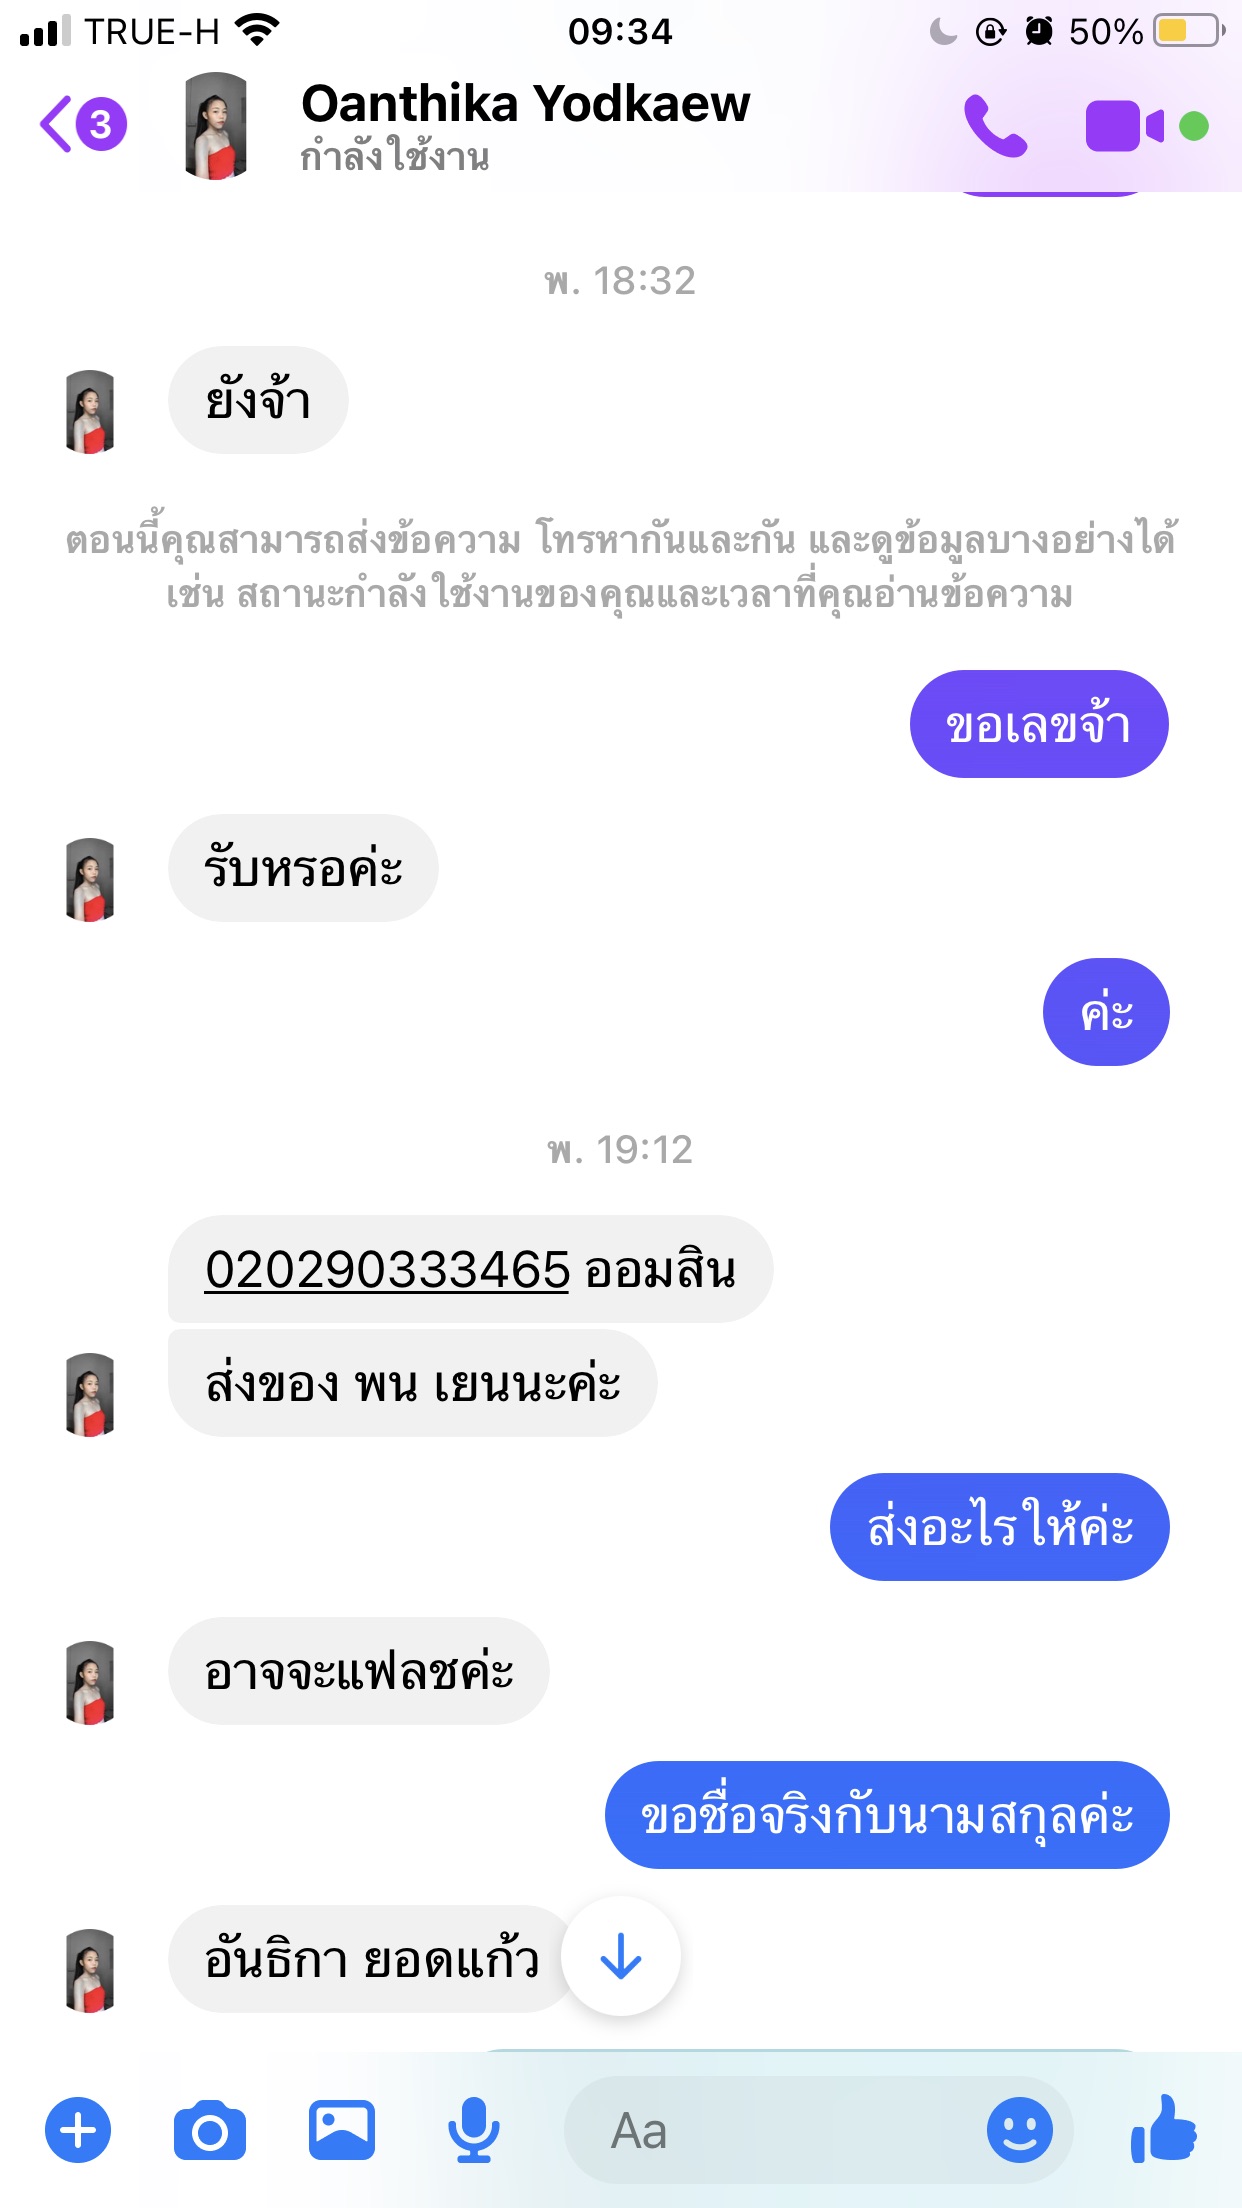 TRUE-H 09:34 50%
3 Oanthika Yodkaew
กำลังใช้งาน
พ. 18:32
ยังจ้า
ตอนนี้คุณสามารถส่งข้อความ โทรหากันและกัน และดูข้อมูลบางอย่างได้
เช่น สถานะกำลังใช้งานของคุณและเวลาที่คุณอ่านข้อความ
ขอเลขจ้า
รับหรอค่ะ
ค่ะ
พ. 19:12
020290333465 ออมสิน
ส่งของ พน เยนนะค่ะ
ส่งอะไรให้ค่ะ
อาจจะแฟลชค่ะ
ขอชื่อจริงกับนามสกุลค่ะ
อันธิกา ยอดแก้ว
Aa